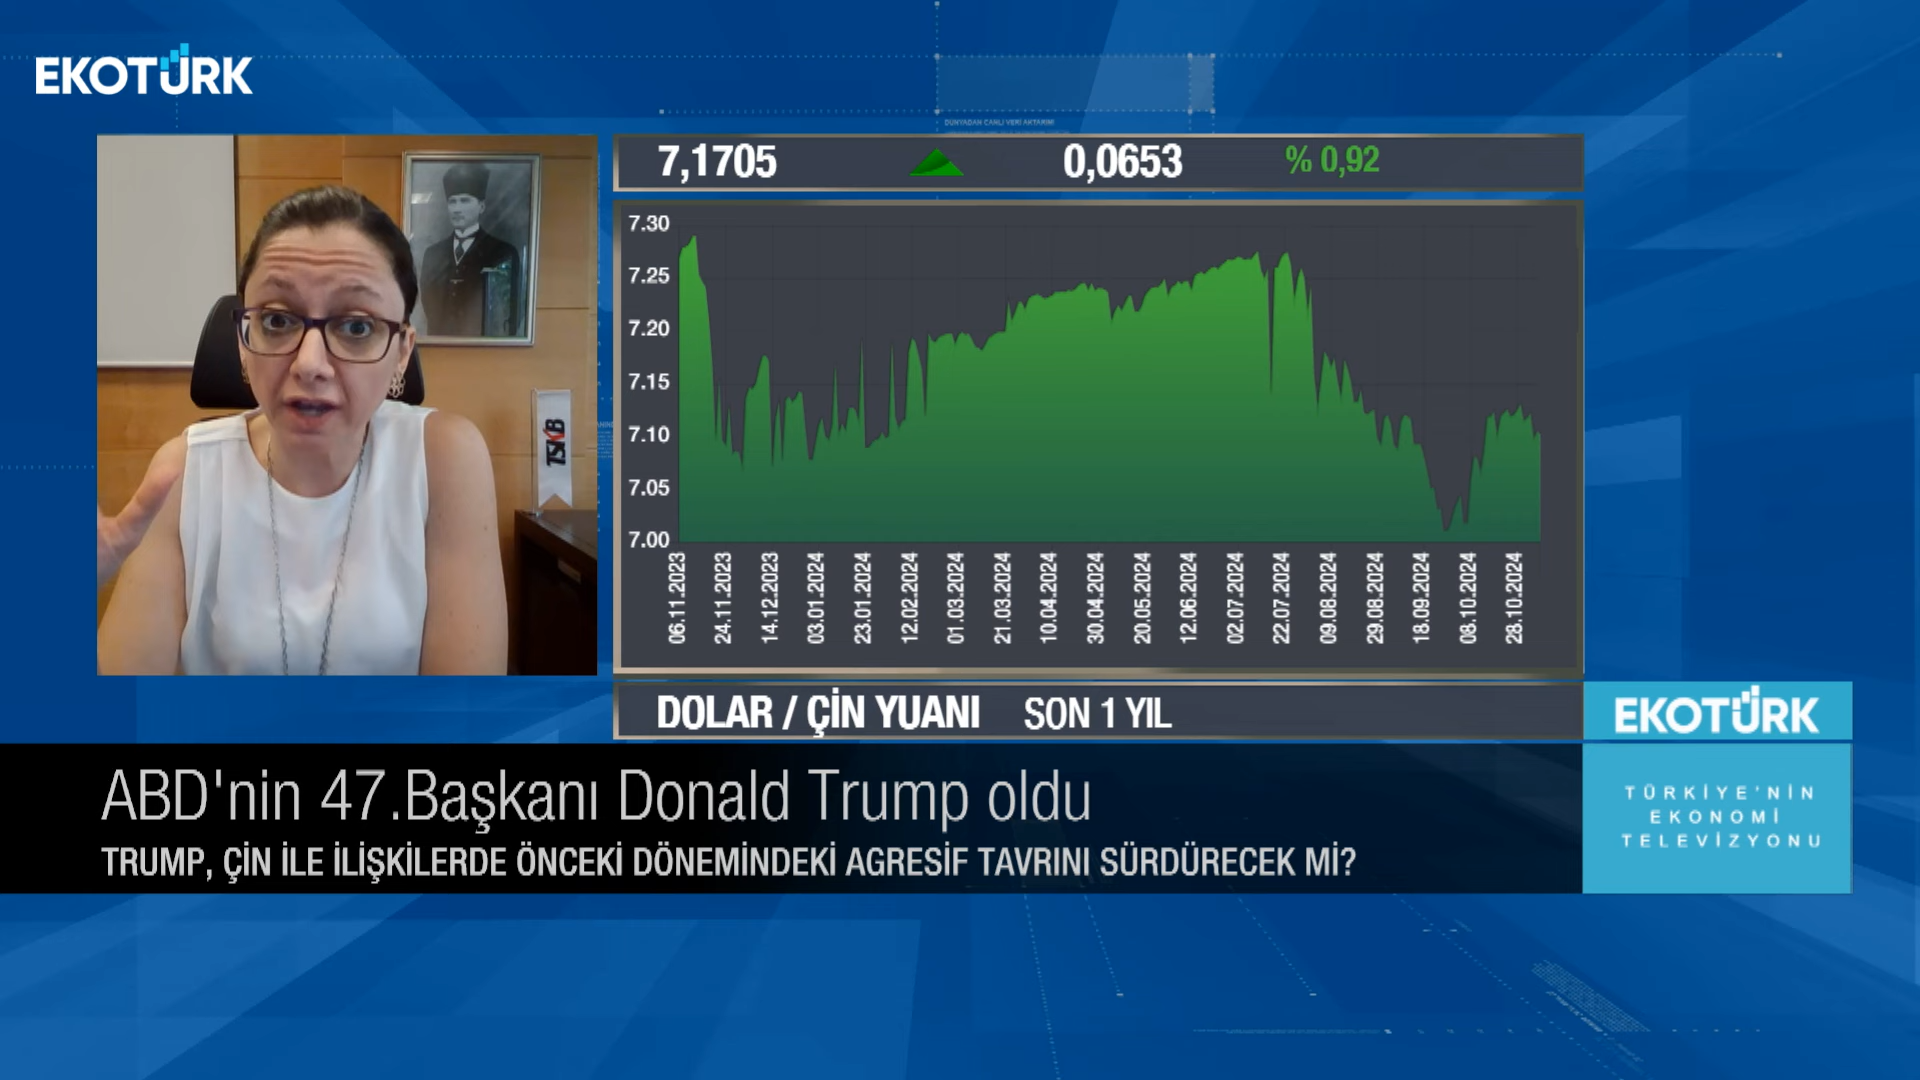 EKOTÜRK
DÜNYADAN CANLI VERİ AKTARIMI
7,1705 0,0653 % 0,92
7.30
7.25
7.20
7.15
7.10
7.05
7.00
06.11.2023 24.11.2023 14.12.2023 03.01.2024 23.01.2024 12.02.2024 01.03.2024 21.03.2024 10.04.2024 30.04.2024 20.05.2024 12.06.2024 02.07.2024 22.07.2024 09.08.2024 29.08.2024 18.09.2024 08.10.2024 28.10.2024
TSKB
DOLAR / ÇİN YUANI SON 1 YIL
EKOTÜRK
ABD'nin 47.Başkanı Donald Trump oldu
TRUMP, ÇİN İLE İLİŞKİLERDE ÖNCEKİ DÖNEMİNDEKİ AGRESİF TAVRINI SÜRDÜRECEK Mİ?
TÜRKİYE'NİN
EKONOMİ
TELEVİZYONU